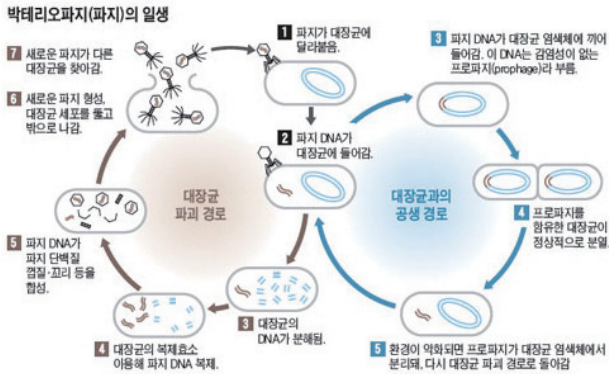 박테리오파지(파지)의 일생
1 파지가 대장균에
달라붙음.
2 파지 DNA가
대장균에 들어감.
3 파지 DNA가 대장균 염색체에 끼어
들어감. 이 DNA는 감염성이 없는
프로파지(prophage)라 부름.
4 프로파지를
함유한 대장균이
정상적으로 분열.
5 환경이 악화되면 프로파지가 대장균 염색체에서
분리돼, 다시 대장균 파괴 경로로 돌아감
대장균과의
공생 경로
대장균
파괴 경로
3 대장균의
DNA가 분해됨.
4 대장균의 복제효소
이용해 파지 DNA 복제.
5 파지 DNA가
파지 단백질
껍질·꼬리 등을
합성.
6 새로운 파지 형성,
대장균 세포를 뚫고
밖으로 나감.
7 새로운 파지가 다른
대장균을 찾아감.